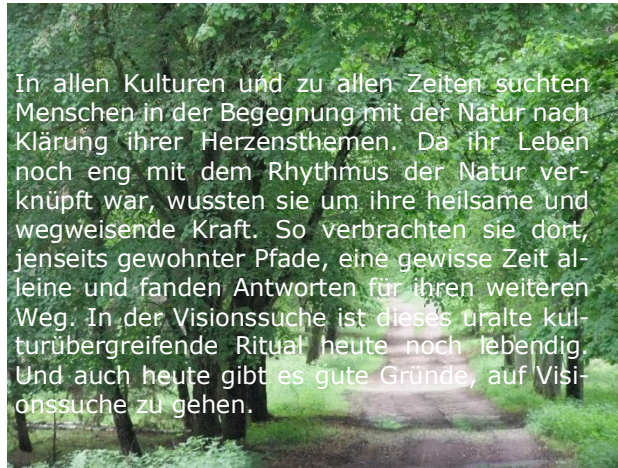 In allen Kulturen und zu allen Zeiten suchten
Menschen in der Begegnung mit der Natur nach
Klärung ihrer Herzensthemen. Da ihr Leben
noch eng mit dem Rhythmus der Natur ver-
knüpft war, wussten sie um ihre heilsame und
wegweisende Kraft. So verbrachten sie dort,
jenseits gewohnter Pfade, eine gewisse Zeit al-
leine und fanden Antworten für ihren weiteren
Weg. In der Visionssuche ist dieses uralte kul-
turübergreifende Ritual heute noch lebendig.
Und auch heute gibt es gute Gründe, auf Visi-
onssuche zu gehen.